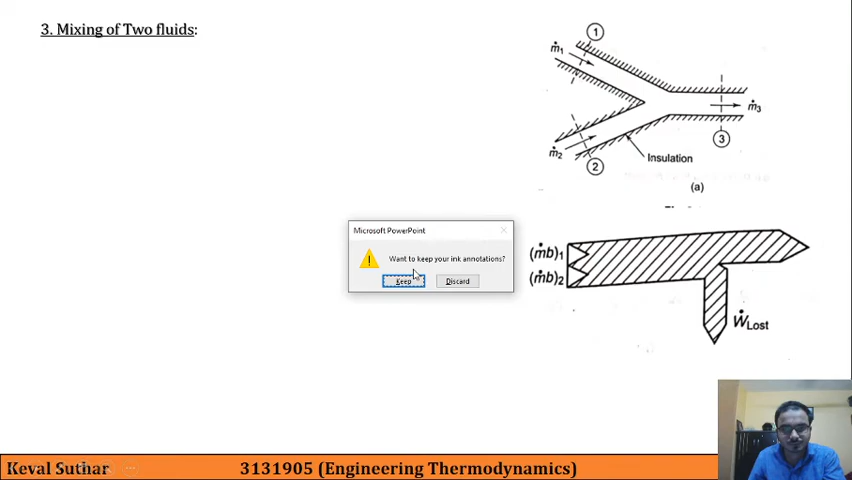 3. Mixing of Two fluids:
1
ṁ1
ṁ3
3
ṁ2
2
Insulation
(a)
Microsoft PowerPoint
Want to keep your ink annotations?
Keep
Discard
(ṁb)1
(ṁb)2
ẆLost
Keval Suthar
3131905 (Engineering Thermodynamics)